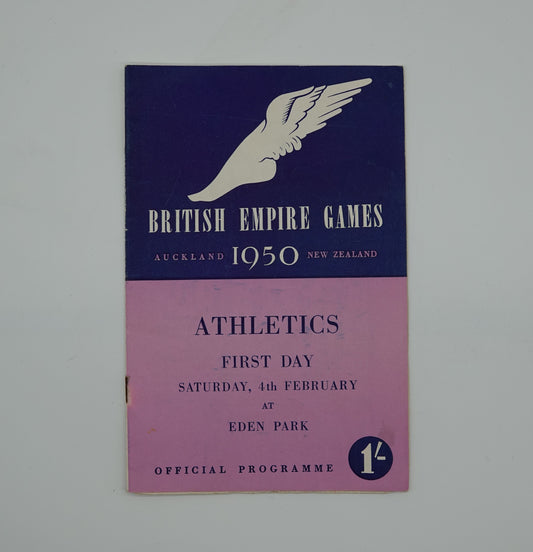 BRITISH EMPIRE GAMES
AUCKLAND 1950 NEW ZEALAND
ATHLETICS
FIRST DAY
SATURDAY, 4th FEBRUARY
AT
EDEN PARK
OFFICIAL PROGRAMME 1/-